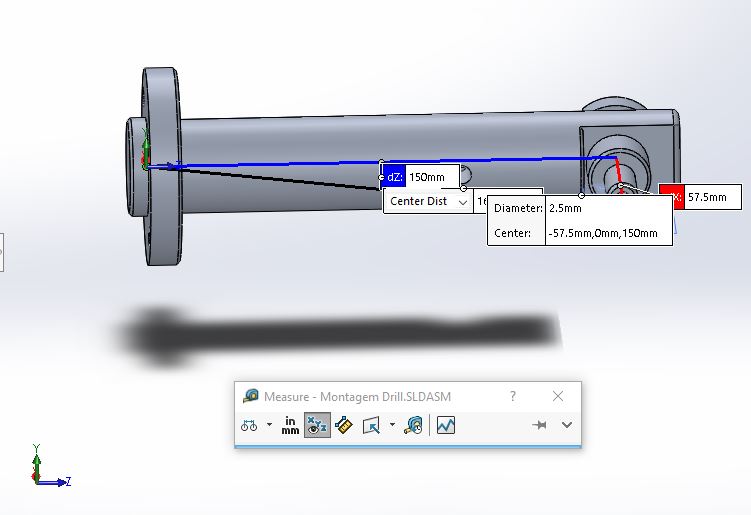 dZ: 150mm
Center Dist
X: 57.5mm
Diameter: 2.5mm
Center: -57.5mm,0mm,150mm
Measure - Montagem Drill.SLDASM ?
in
mm
XYZ
Y
Z